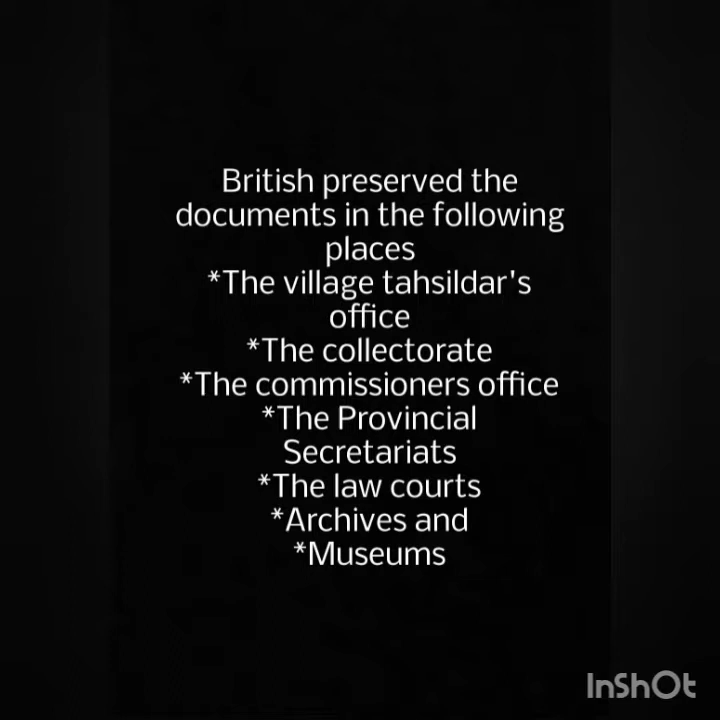 British preserved the
documents in the following
places
*The village tahsildar's
office
*The collectorate
*The commissioners office
*The Provincial
Secretariats
*The law courts
*Archives and
*Museums
InShOt